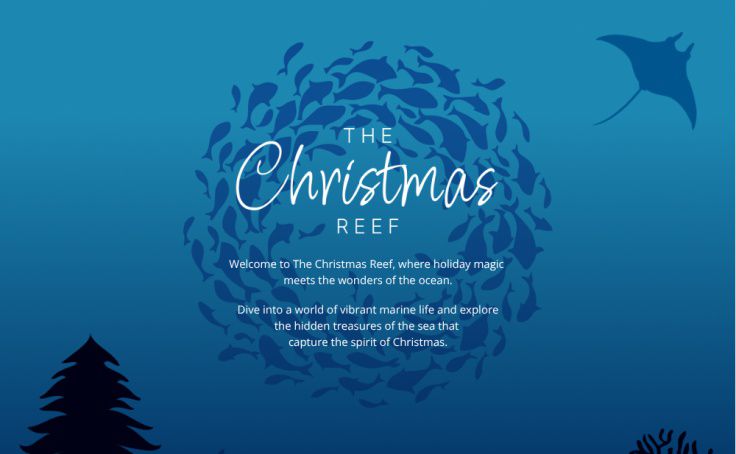 THE
Christmas
REEF
Welcome to The Christmas Reef, where holiday magic
meets the wonders of the ocean.
Dive into a world of vibrant marine life and explore
the hidden treasures of the sea that
capture the spirit of Christmas.